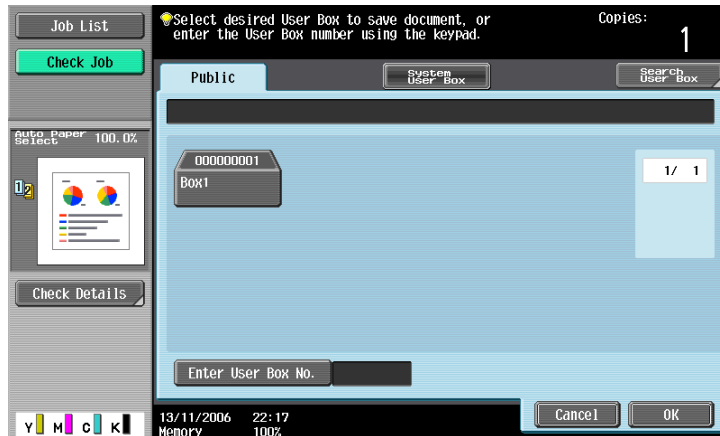 Job List
Check Job
Select desired User Box to save document, or
enter the User Box number using the keypad.
Copies:
1
Public
System
User Box
Search
User Box
Auto Paper
Select
100.0%
1 2
000000001
Box1
1/ 1
Check Details
Enter User Box No.
Y M C K
13/11/2006 22:17
Memory 100%
Cancel
OK